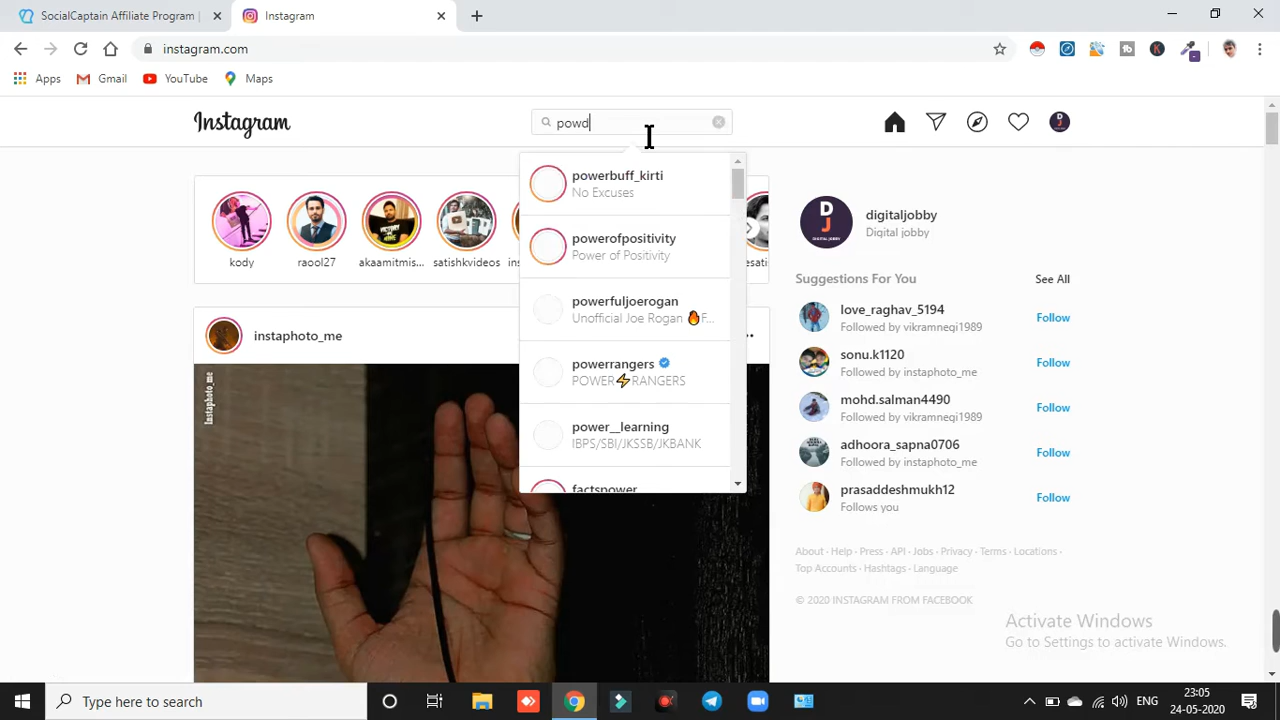 SocialCaptain Affiliate Program |
Instagram
instagram.com
Apps
Gmail
YouTube
Maps
Instagram
powd
powerbuff_kirti
No Excuses
powerofpositivity
Power of Positivity
powerfuljoerogan
Unofficial Joe Rogan 🔥F...
powerrangers
POWER⚡RANGERS
power__learning
IBPS/SBI/JKSSB/JKBANK
factspower
kody
raool27
akaamitmis...
satishkvideos
instaphoto_me
Instaphoto_me
DJ
DIGITAL JOBBY
digitaljobby
Digital jobby
Suggestions For You
See All
love_raghav_5194
Followed by vikramnegi1989
Follow
sonu.k1120
Followed by instaphoto_me
Follow
mohd.salman4490
Followed by vikramnegi1989
Follow
adhoora_sapna0706
Followed by instaphoto_me
Follow
prasaddeshmukh12
Follows you
Follow
About · Help · Press · API · Jobs · Privacy · Terms · Locations ·
Top Accounts · Hashtags · Language
© 2020 INSTAGRAM FROM FACEBOOK
Activate Windows
Go to Settings to activate Windows.
Type here to search
ENG
23:05
24-05-2020